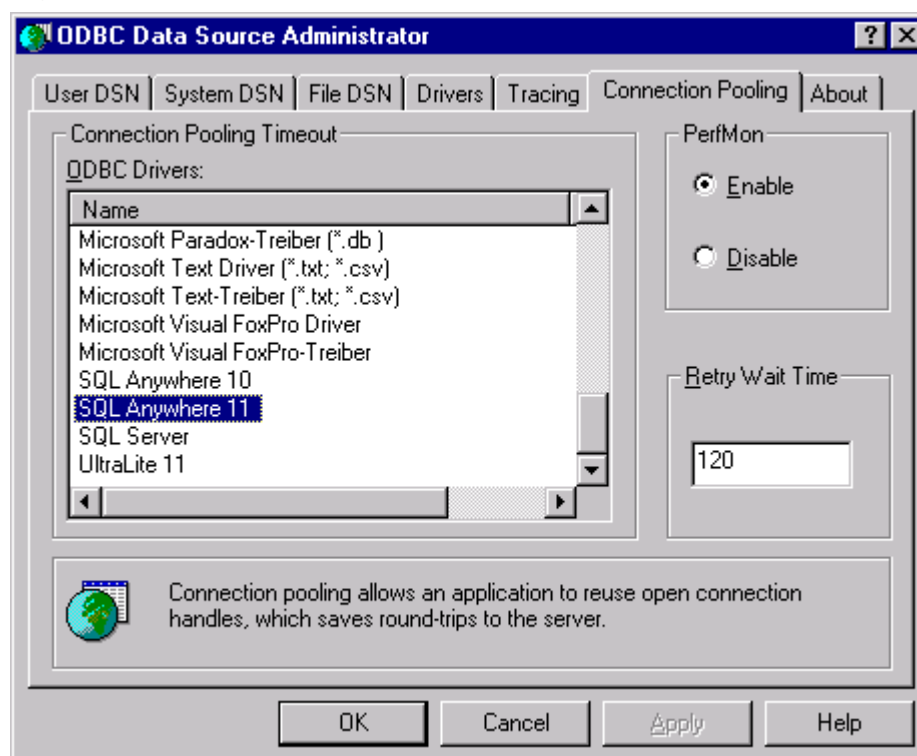 ODBC Data Source Administrator
User DSN System DSN File DSN Drivers Tracing Connection Pooling About
Connection Pooling Timeout
ODBC Drivers:
Name
Microsoft Paradox-Treiber (*.db )
Microsoft Text Driver (*.txt; *.csv)
Microsoft Text-Treiber (*.txt; *.csv)
Microsoft Visual FoxPro Driver
Microsoft Visual FoxPro-Treiber
SQL Anywhere 10
SQL Anywhere 11
SQL Server
UltraLite 11
PerfMon
Enable
Disable
Retry Wait Time
120
Connection pooling allows an application to reuse open connection
handles, which saves round-trips to the server.
OK Cancel Apply Help